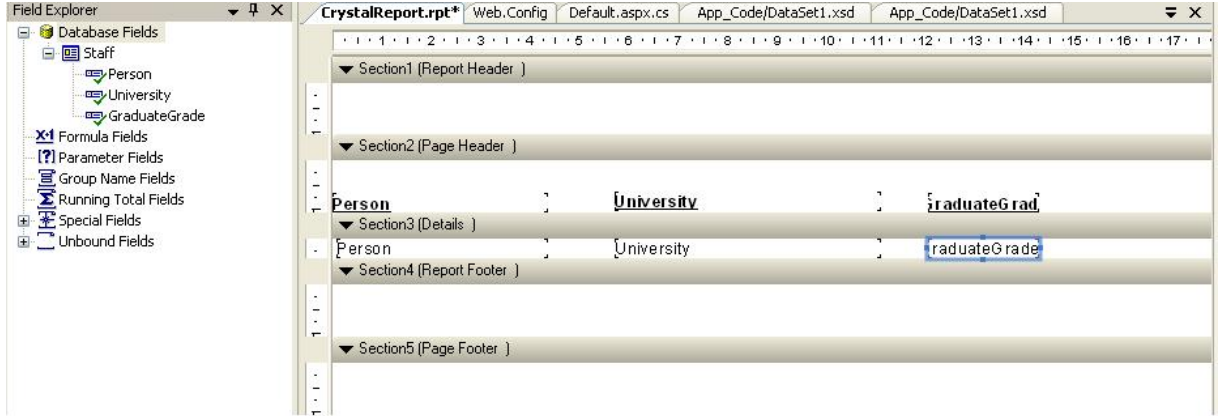 Field Explorer
Database Fields
Staff
Person
University
GraduateGrade
Formula Fields
Parameter Fields
Group Name Fields
Running Total Fields
Special Fields
Unbound Fields
CrystalReport.rpt* Web.Config Default.aspx.cs App_Code/DataSet1.xsd App_Code/DataSet1.xsd
1 2 3 4 5 6 7 8 9 10 11 12 13 14 15 16 17
Section1 (Report Header )
Section2 (Page Header )
Person University raduateGrad
Section3 (Details )
Person University raduateGrade
Section4 (Report Footer )
Section5 (Page Footer )